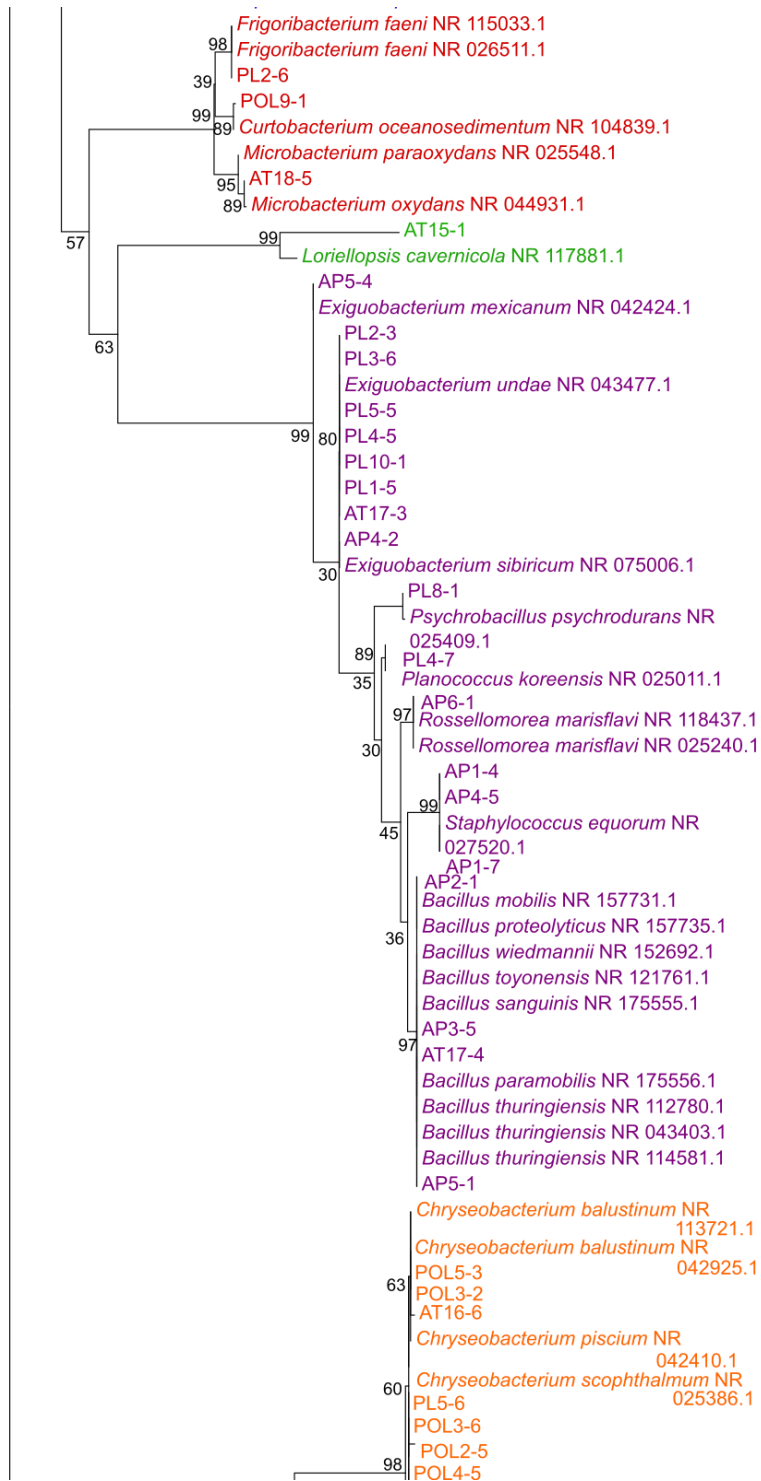 Frigoribacterium faeni NR 115033.1
98
Frigoribacterium faeni NR 026511.1
PL2-6
39
POL9-1
99
89
Curtobacterium oceanosedimentum NR 104839.1
Microbacterium paraoxydans NR 025548.1
AT18-5
95
89
Microbacterium oxydans NR 044931.1
AT15-1
57
99
Loriellopsis cavernicola NR 117881.1
AP5-4
Exiguobacterium mexicanum NR 042424.1
PL2-3
63
PL3-6
Exiguobacterium undae NR 043477.1
PL5-5
99
80
PL4-5
PL10-1
PL1-5
AT17-3
AP4-2
Exiguobacterium sibiricum NR 075006.1
30
PL8-1
Psychrobacillus psychrodurans NR
025409.1
89
PL4-7
35
Planococcus koreensis NR 025011.1
AP6-1
97
Rossellomorea marisflavi NR 118437.1
30
Rossellomorea marisflavi NR 025240.1
AP1-4
AP4-5
99
Staphylococcus equorum NR
45
027520.1
AP1-7
AP2-1
Bacillus mobilis NR 157731.1
Bacillus proteolyticus NR 157735.1
36
Bacillus wiedmannii NR 152692.1
Bacillus toyonensis NR 121761.1
Bacillus sanguinis NR 175555.1
AP3-5
97
AT17-4
Bacillus paramobilis NR 175556.1
Bacillus thuringiensis NR 112780.1
Bacillus thuringiensis NR 043403.1
Bacillus thuringiensis NR 114581.1
AP5-1
Chryseobacterium balustinum NR
113721.1
Chryseobacterium balustinum NR
042925.1
POL5-3
63
POL3-2
AT16-6
Chryseobacterium piscium NR
042410.1
Chryseobacterium scophthalmum NR
60
025386.1
PL5-6
POL3-6
POL2-5
98
POL4-5